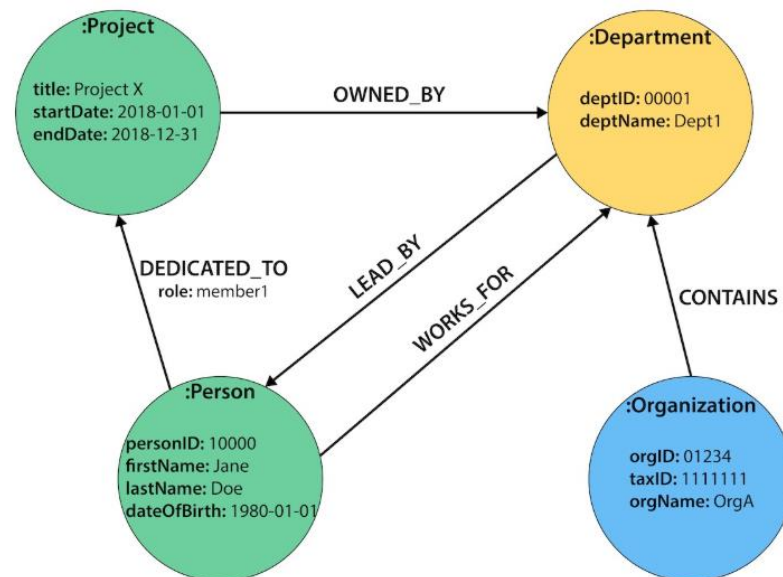 :Project
title: Project X
startDate: 2018-01-01
endDate: 2018-12-31
OWNED_BY
:Department
deptID: 00001
deptName: Dept1
DEDICATED_TO
role: member1
LEAD_BY
WORKS_FOR
CONTAINS
:Person
personID: 10000
firstName: Jane
lastName: Doe
dateOfBirth: 1980-01-01
:Organization
orgID: 01234
taxID: 1111111
orgName: OrgA